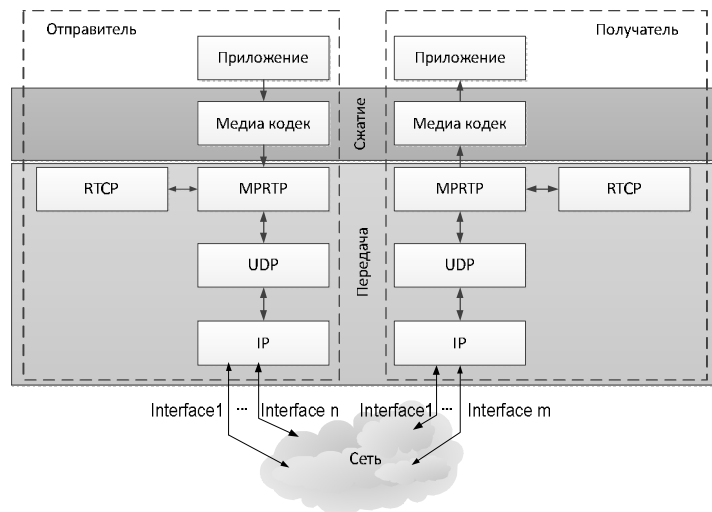 Отправитель
Получатель
Приложение
Приложение
Медиа кодек
Сжатие
Медиа кодек
RTCP
MPRTP
MPRTP
RTCP
Передача
UDP
UDP
IP
IP
Interface1 ... Interface n
Interface1 ... Interface m
Сеть